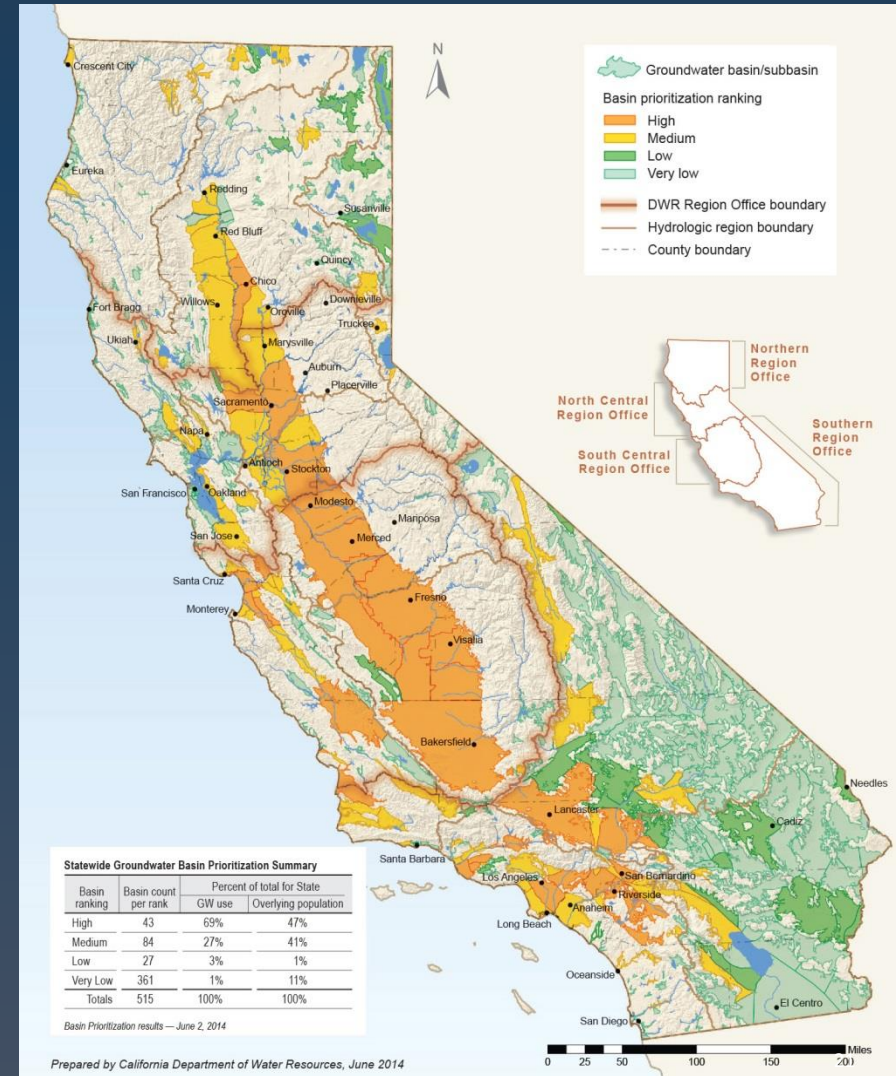 N
Groundwater basin/subbasin
Basin prioritization ranking
High
Medium
Low
Very low
DWR Region Office boundary
Hydrologic region boundary
County boundary
Northern
Region
Office
North Central
Region Office
Southern
Region
Office
South Central
Region Office
Crescent City
Eureka
Redding
Susanville
Red Bluff
Quincy
Chico
Fort Bragg
Willows
Oroville
Downieville
Truckee
Ukiah
Marysville
Auburn
Placerville
Sacramento
Napa
Antioch
Stockton
San Francisco
Oakland
Modesto
Mariposa
San Jose
Merced
Santa Cruz
Fresno
Monterey
Visalia
Bakersfield
Needles
Lancaster
Cadiz
Santa Barbara
Los Angeles
San Bernardino
Riverside
Anaheim
Long Beach
Oceanside
El Centro
San Diego
Statewide Groundwater Basin Prioritization Summary
Basin ranking Basin count per rank Percent of total for State
GW use Overlying population
High 43 69% 47%
Medium 84 27% 41%
Low 27 3% 1%
Very Low 361 1% 11%
Totals 515 100% 100%
Basin Prioritization results — June 2, 2014
Prepared by California Department of Water Resources, June 2014
Miles
0 25 50 100 150 200